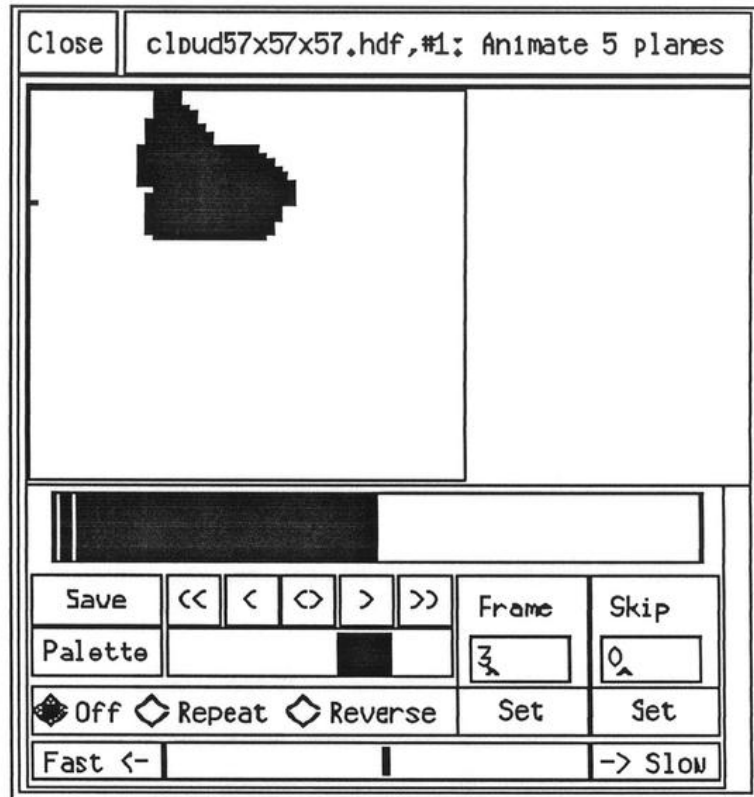 Close cloud57x57x57.hdf,#1: Animate 5 planes
Save << < <> > >> Frame Skip
Palette 3 0
Off Repeat Reverse Set Set
Fast <- -> Slow